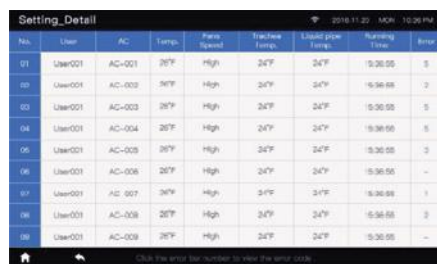 Setting_Detail 2016.11.20 MON 10:36 PM
No. User AC Temp. Fans Speed Trachea Temp. Liquid pipe Temp. Running Time Error
01 User001 AC-001 26°F High 24°F 24°F 15:36:55 5
02 User001 AC-002 26°F High 24°F 24°F 15:36:55 2
03 User001 AC-003 26°F High 24°F 24°F 15:36:55 5
04 User001 AC-004 26°F High 24°F 24°F 15:36:55 5
05 User001 AC-005 26°F High 24°F 24°F 15:36:55 3
06 User001 AC-006 26°F High 24°F 24°F 15:36:55 -
07 User001 AC-007 26°F High 24°F 24°F 15:36:55 1
08 User001 AC-008 26°F High 24°F 24°F 15:36:55 2
09 User001 AC-009 26°F High 24°F 24°F 15:36:55 -
Click the error bar number to view the error code